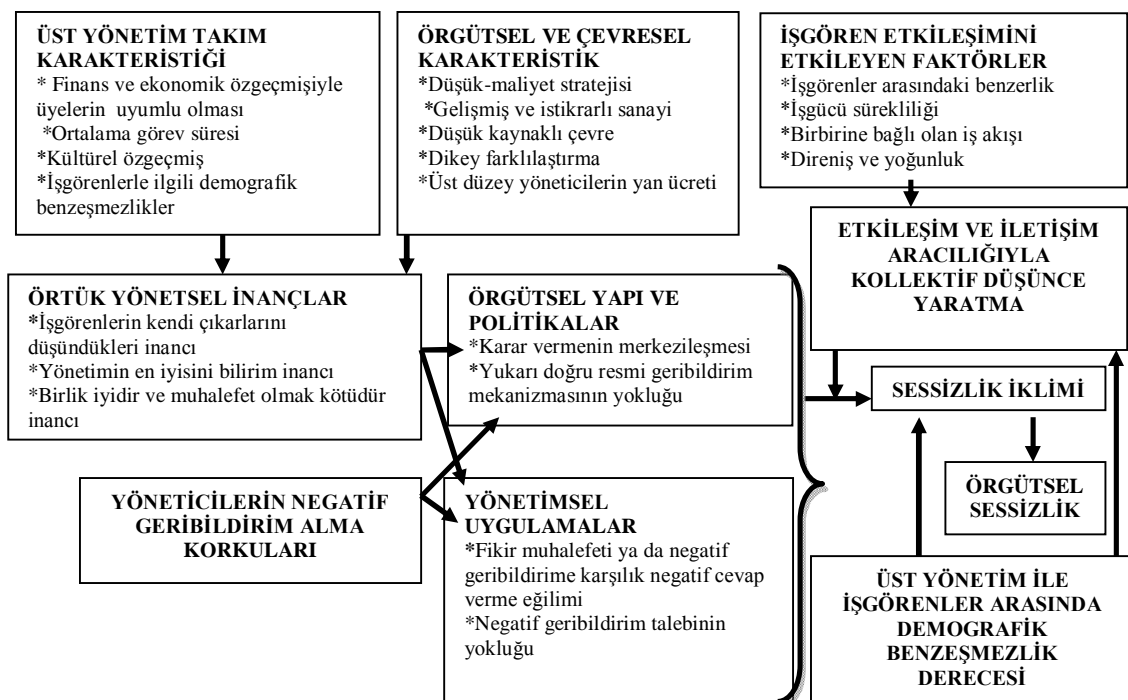 ÜST YÖNETİM TAKIM
KARAKTERİSTİĞİ
* Finans ve ekonomik özgeçmişiyle
üyelerin uyumlu olması
*Ortalama görev süresi
*Kültürel özgeçmiş
*İşgörenlerle ilgili demografik
benzeşmezlikler
ÖRGÜTSEL VE ÇEVRESEL
KARAKTERİSTİK
*Düşük-maliyet stratejisi
*Gelişmiş ve istikrarlı sanayi
*Düşük kaynaklı çevre
*Dikey farklılaştırma
*Üst düzey yöneticilerin yan ücreti
İŞGÖREN ETKİLEŞİMİNİ
ETKİLEYEN FAKTÖRLER
*İşgörenler arasındaki benzerlik
*İşgücü sürekliliği
*Birbirine bağlı olan iş akışı
*Direniş ve yoğunluk
ETKİLEŞİM VE İLETİŞİM
ARACILIĞIYLA
KOLLEKTİF DÜŞÜNCE
YARATMA
ÖRTÜK YÖNETSEL İNANÇLAR
*İşgörenlerin kendi çıkarlarını
düşündükleri inancı
*Yönetimin en iyisini bilirim inancı
*Birlik iyidir ve muhalefet olmak kötüdür
inancı
ÖRGÜTSEL YAPI VE
POLİTİKALAR
*Karar vermenin merkezileşmesi
*Yukarı doğru resmi geribildirim
mekanizmasının yokluğu
SESSİZLİK İKLİMİ
ÖRGÜTSEL
SESSİZLİK
YÖNETİCİLERİN NEGATİF
GERİBİLDİRİM ALMA
KORKULARI
YÖNETİMSEL
UYGULAMALAR
*Fikir muhalefeti ya da negatif
geribildirime karşılık negatif cevap
verme eğilimi
*Negatif geribildirim talebinin
yokluğu
ÜST YÖNETİM İLE
İŞGÖRENLER ARASINDA
DEMOGRAFİK
BENZEŞMEZLİK
DERECESİ